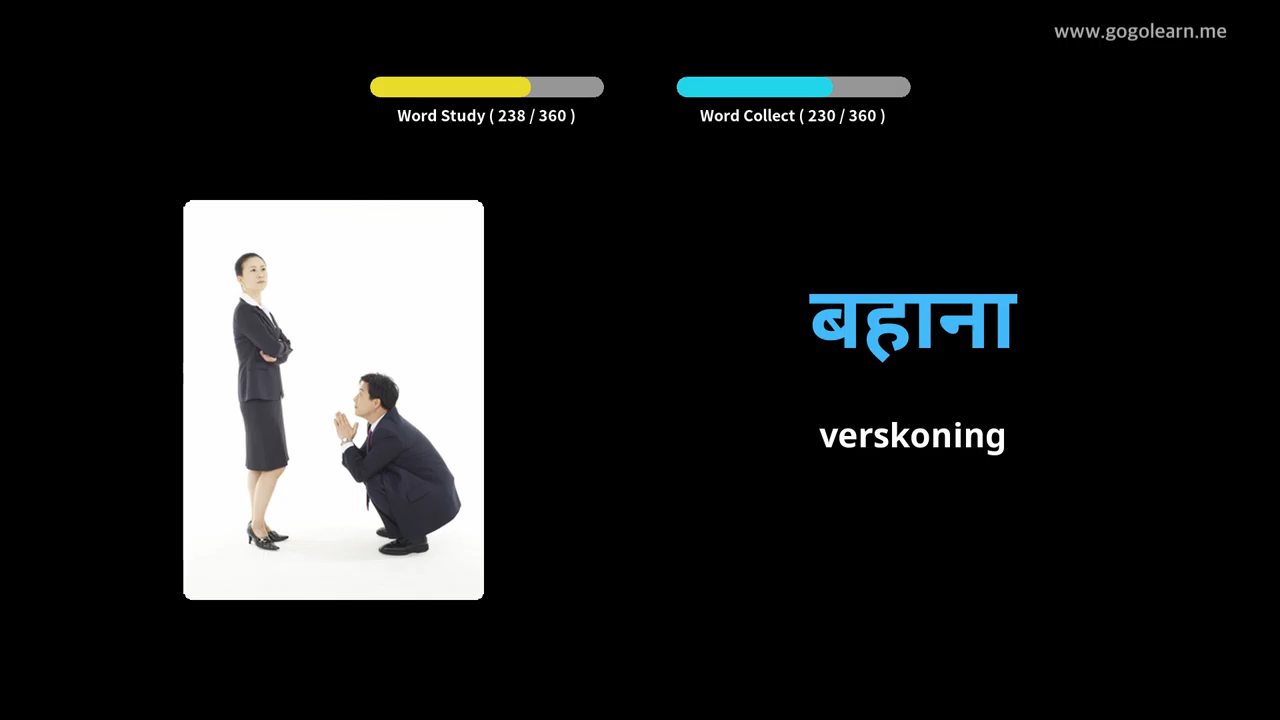 www.gogolearn.me
Word Study ( 238 / 360 )
Word Collect ( 230 / 360 )
बहाना
verskoning